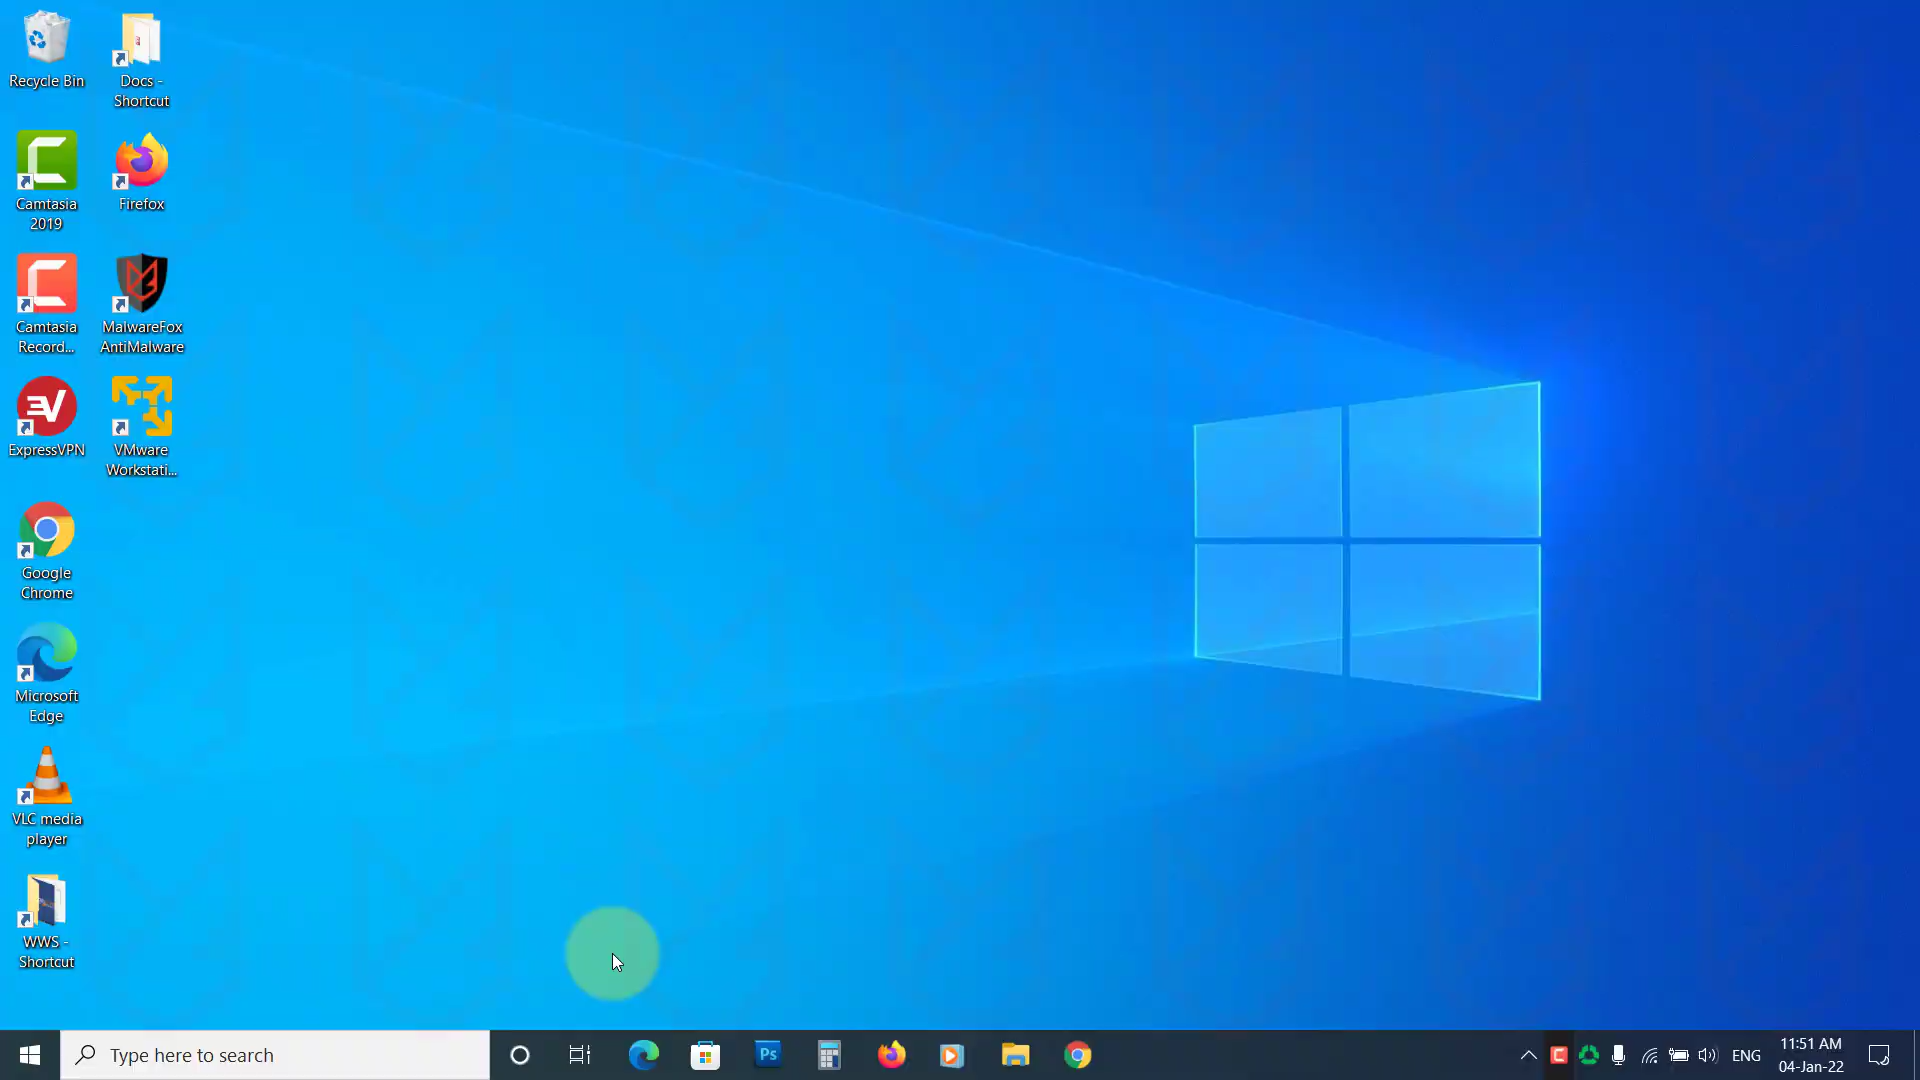 Recycle Bin
Docs -
Shortcut
Camtasia
2019
Firefox
Camtasia
Record...
MalwareFox
AntiMalware
ExpressVPN
VMware
Workstati...
Google
Chrome
Microsoft
Edge
VLC media
player
WWS -
Shortcut
Type here to search
Ps
ENG
11:51 AM
04-Jan-22